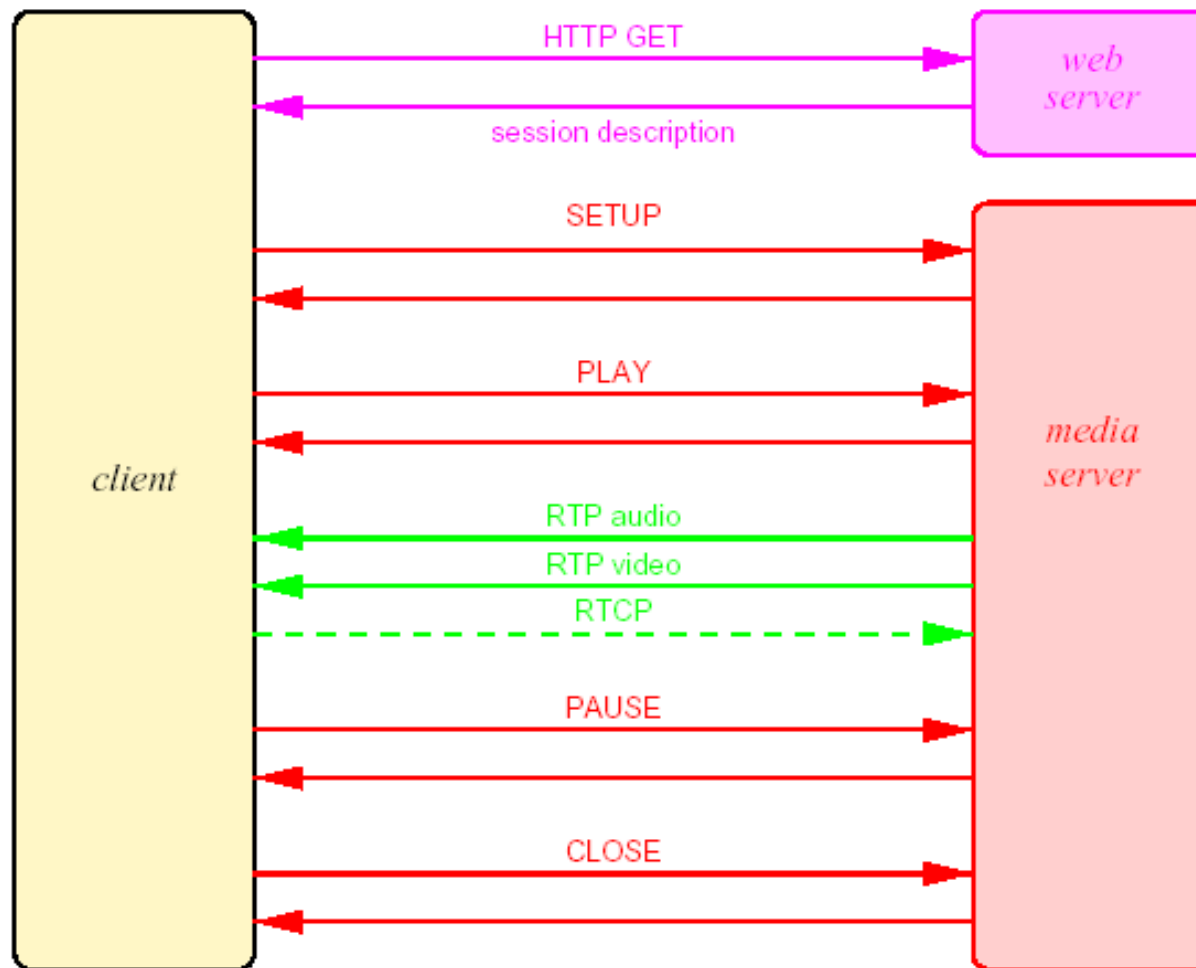 HTTP GET
web
server
session description
SETUP
PLAY
media
server
client
RTP audio
RTP video
RTCP
PAUSE
CLOSE